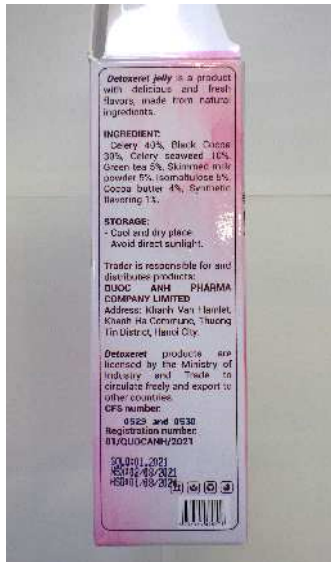 Detoxeret jelly is a product
with delicious and fresh
flavors, made from natural
ingredients.
INGREDIENT:
Celery 40%, Black Cocoa
30%, Celery seaweed 10%
Green tea 5%, Skimmed milk
powder 5%, Isomaltulose 5%
Cocoa butter 4%, Synthetic
flavoring 1%.
STORAGE:
- Cool and dry place
Avoid direct sunlight.
Trader is responsible for and
distributes products:
QUOC ANH PHARMA
COMPANY LIMITED
Address: Khanh Van Hamlet,
Khanh Ha Commune, Thuong
Tin District, Hanoi City.
Detoxeret products are
licensed by the Ministry of
Industry and Trade to
circulate freely and export to
other countries.
CFS number:
0529 and 0530
Registration number:
01/QUOCANH/2021
SOLO:01.2021
NSX:02/08/2021
HSD:01/08/2024